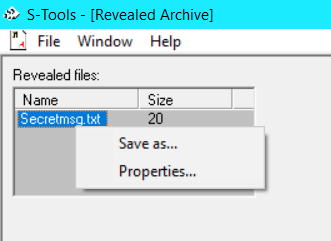 S-Tools - [Revealed Archive]
File Window Help
Revealed files:
Name Size
Secretmsg.txt 20
Save as...
Properties...